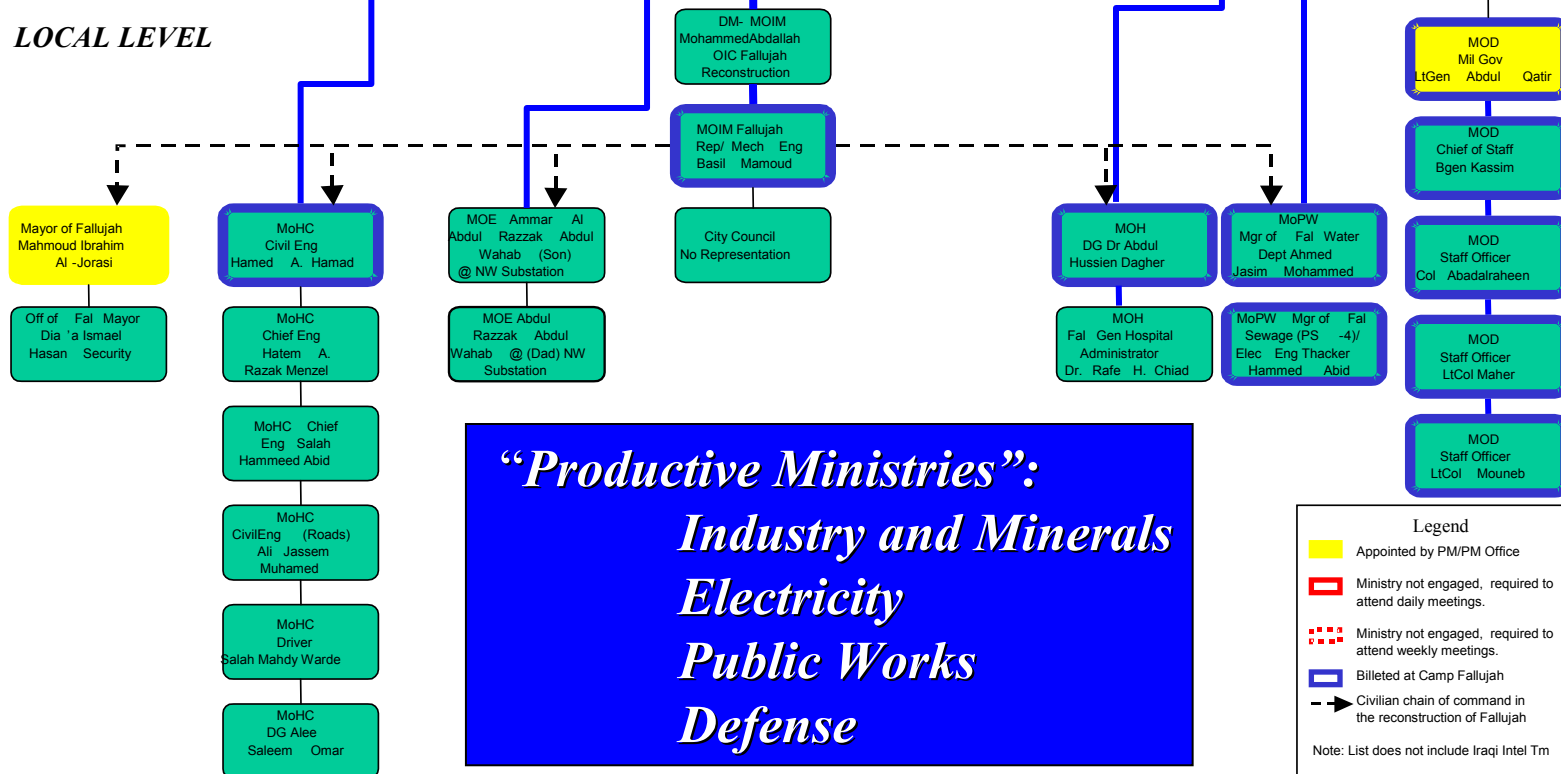 LOCAL LEVEL
DM- MOIM
MohammedAbdallah
OIC Fallujah
Reconstruction
MOD
Mil Gov
LtGen Abdul Qatir
MOIM Fallujah
Rep/ Mech Eng
Basil Mamoud
MOD
Chief of Staff
Bgen Kassim
Mayor of Fallujah
Mahmoud Ibrahim
Al -Jorasi
MoHC
Civil Eng
Hamed A. Hamad
MOE Ammar Al
Abdul Razzak Abdul
Wahab (Son)
@ NW Substation
City Council
No Representation
MOH
DG Dr Abdul
Hussien Dagher
MoPW
Mgr of Fal Water
Dept Ahmed
Jasim Mohammed
MOD
Staff Officer
Col Abadalraheen
Off of Fal Mayor
Dia 'a Ismael
Hasan Security
MoHC
Chief Eng
Hatem A.
Razak Menzel
MOE Abdul
Razzak Abdul
Wahab @ (Dad) NW
Substation
MOH
Fal Gen Hospital
Administrator
Dr. Rafe H. Chiad
MoPW Mgr of Fal
Sewage (PS -4)/
Elec Eng Thacker
Hammed Abid
MOD
Staff Officer
LtCol Maher
MoHC Chief
Eng Salah
Hammeed Abid
MOD
Staff Officer
LtCol Mouneb
MoHC
CivilEng (Roads)
Ali Jassem
Muhamed
MoHC
Driver
Salah Mahdy Warde
MoHC
DG Alee
Saleem Omar
“Productive Ministries”:
Industry and Minerals
Electricity
Public Works
Defense
Legend
Appointed by PM/PM Office
Ministry not engaged, required to
attend daily meetings.
Ministry not engaged, required to
attend weekly meetings.
Billeted at Camp Fallujah
Civilian chain of command in
the reconstruction of Fallujah
Note: List does not include Iraqi Intel Tm